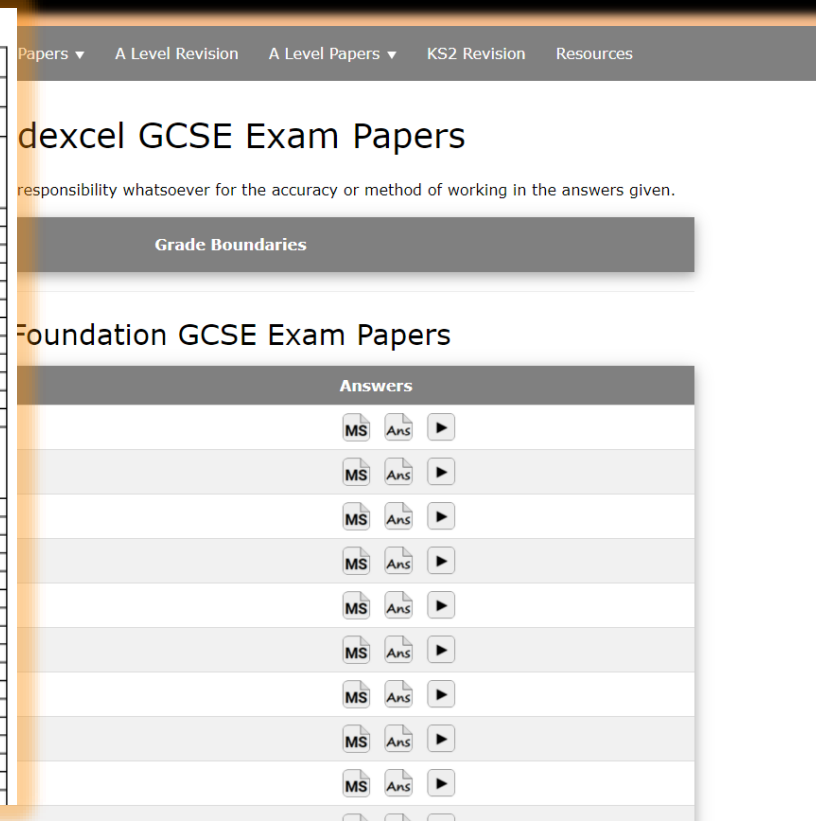 Papers ▼ A Level Revision A Level Papers ▼ KS2 Revision Resources
dexcel GCSE Exam Papers
responsibility whatsoever for the accuracy or method of working in the answers given.
Grade Boundaries
Foundation GCSE Exam Papers
Answers
MS Ans
MS Ans
MS Ans
MS Ans
MS Ans
MS Ans
MS Ans
MS Ans
MS Ans